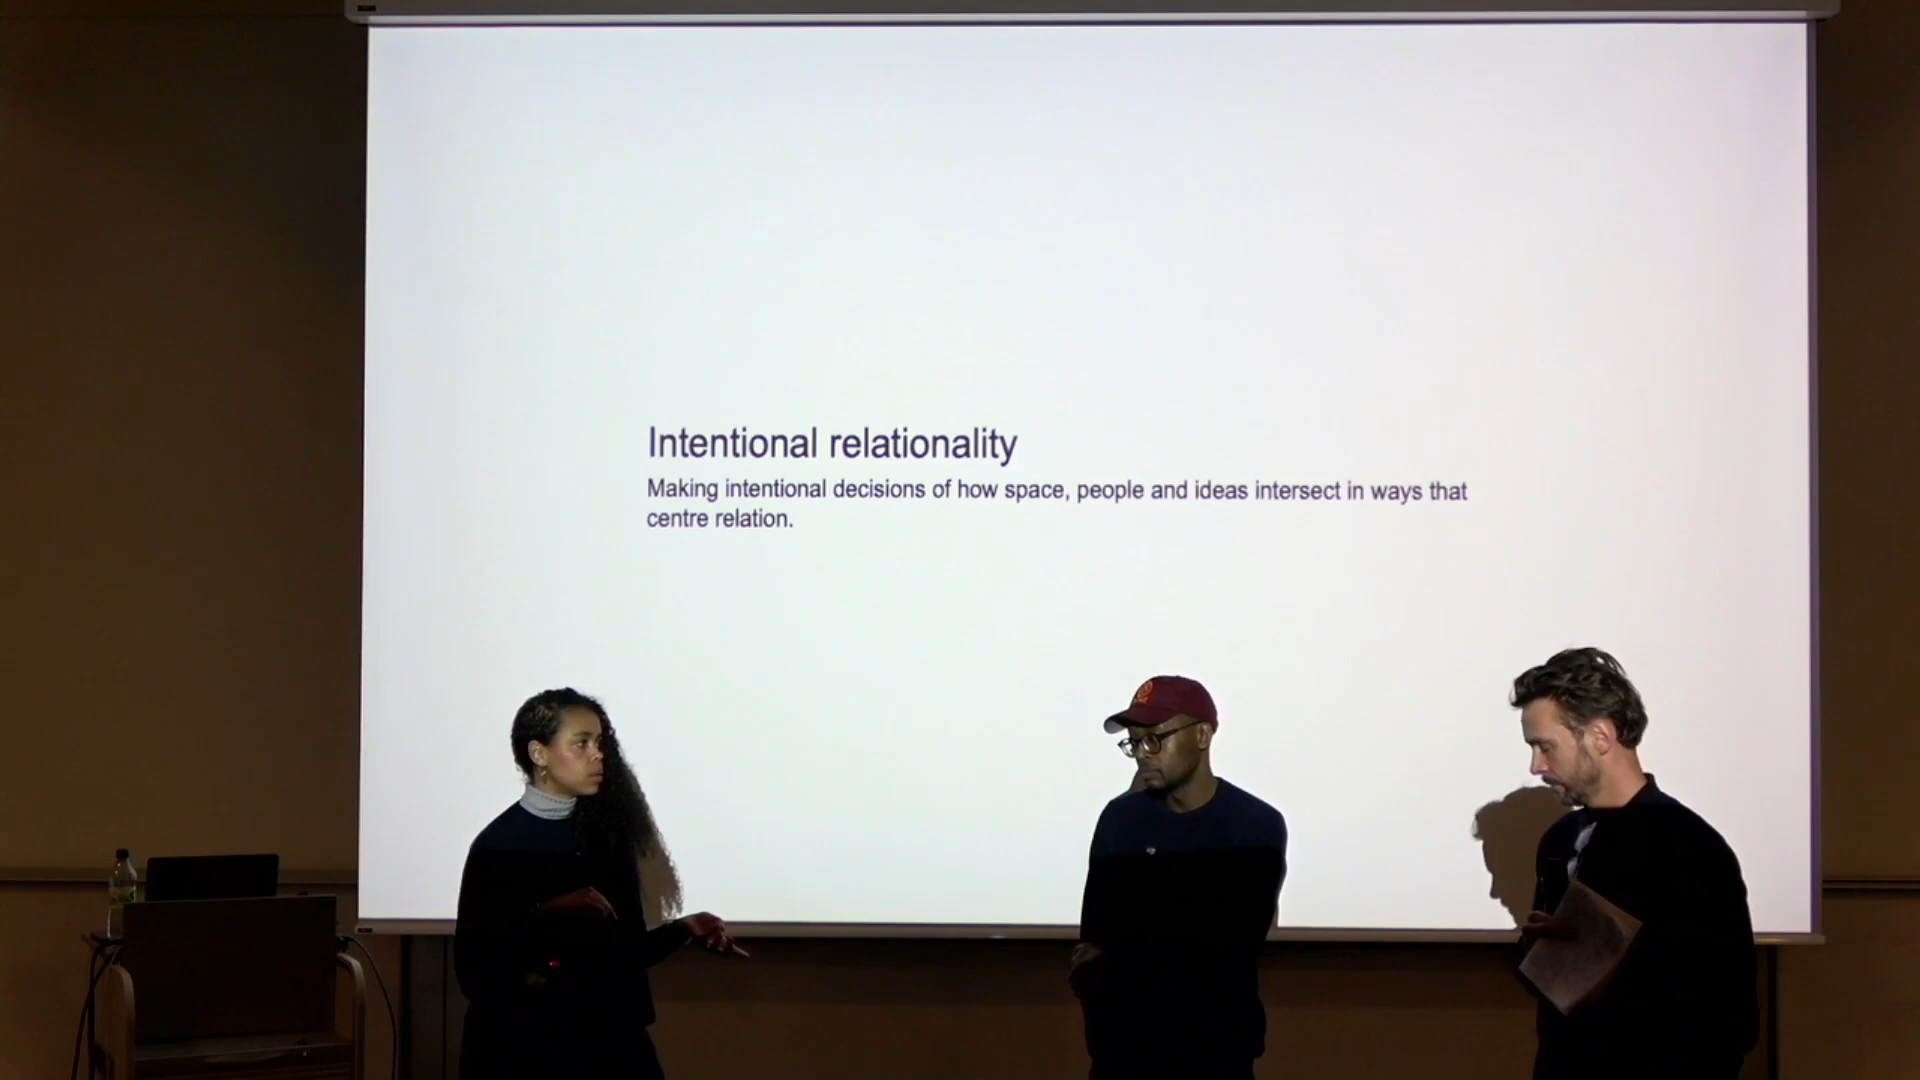 Intentional relationality
Making intentional decisions of how space, people and ideas intersect in ways that
centre relation.